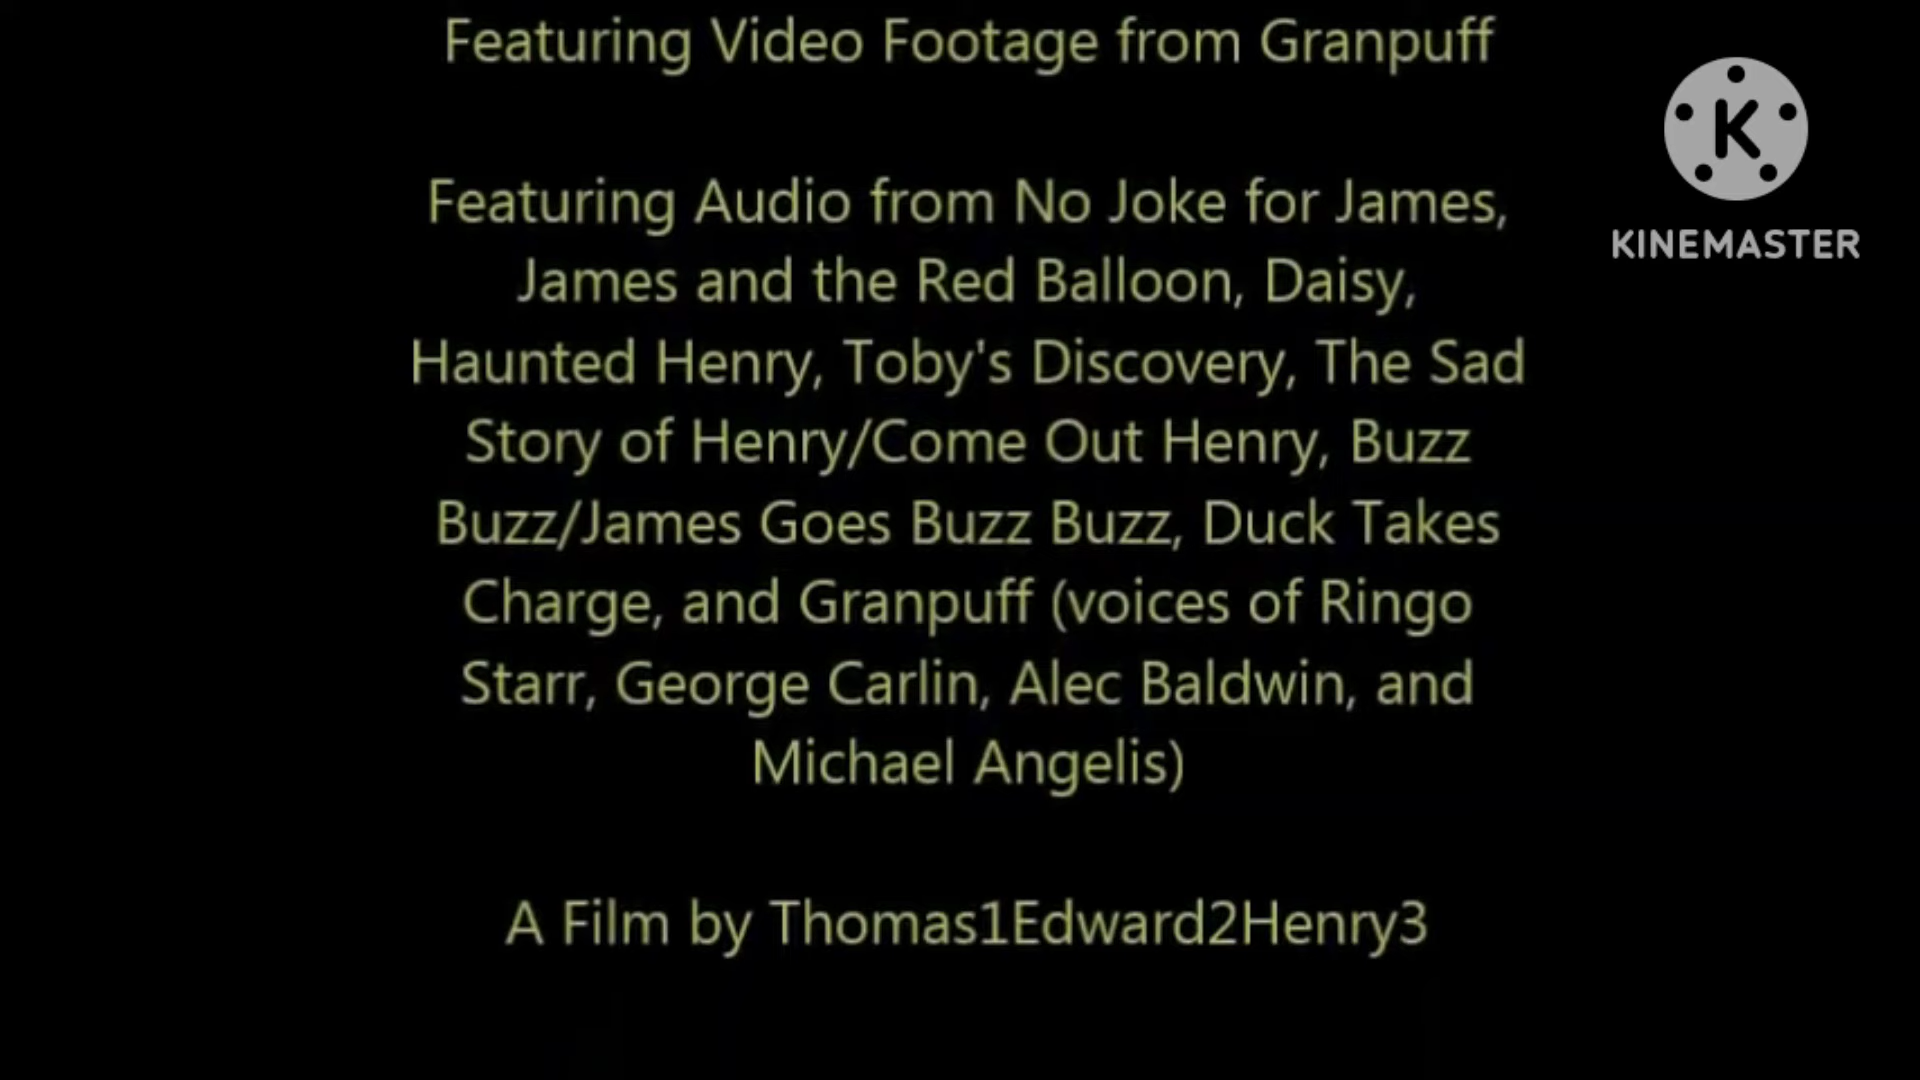 Featuring Video Footage from Granpuff
K
KINEMASTER
Featuring Audio from No Joke for James,
James and the Red Balloon, Daisy,
Haunted Henry, Toby's Discovery, The Sad
Story of Henry/Come Out Henry, Buzz
Buzz/James Goes Buzz Buzz, Duck Takes
Charge, and Granpuff (voices of Ringo
Starr, George Carlin, Alec Baldwin, and
Michael Angelis)
A Film by Thomas1Edward2Henry3